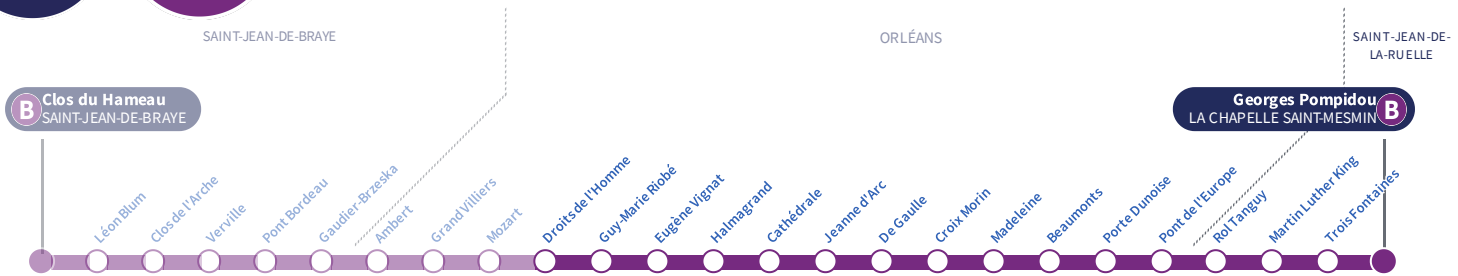 SAINT-JEAN-DE-BRAYE
ORLÉANS
SAINT-JEAN-DE-
LA-RUELLE
B
Clos du Hameau
SAINT-JEAN-DE-BRAYE
Georges Pompidou
LA CHAPELLE SAINT-MESMIN
B
Léon Blum
Clos de l'Arche
Verville
Pont Bordeau
Gaudier-Brzeska
Ambert
Grand Villiers
Mozart
Droits de l'Homme
Guy-Marie Riobé
Eugène Vignat
Halmagrand
Cathédrale
Jeanne d'Arc
De Gaulle
Croix Morin
Madeleine
Beaumonts
Porte Dunoise
Pont de l'Europe
Rol Tanguy
Martin Luther King
Trois Fontaines